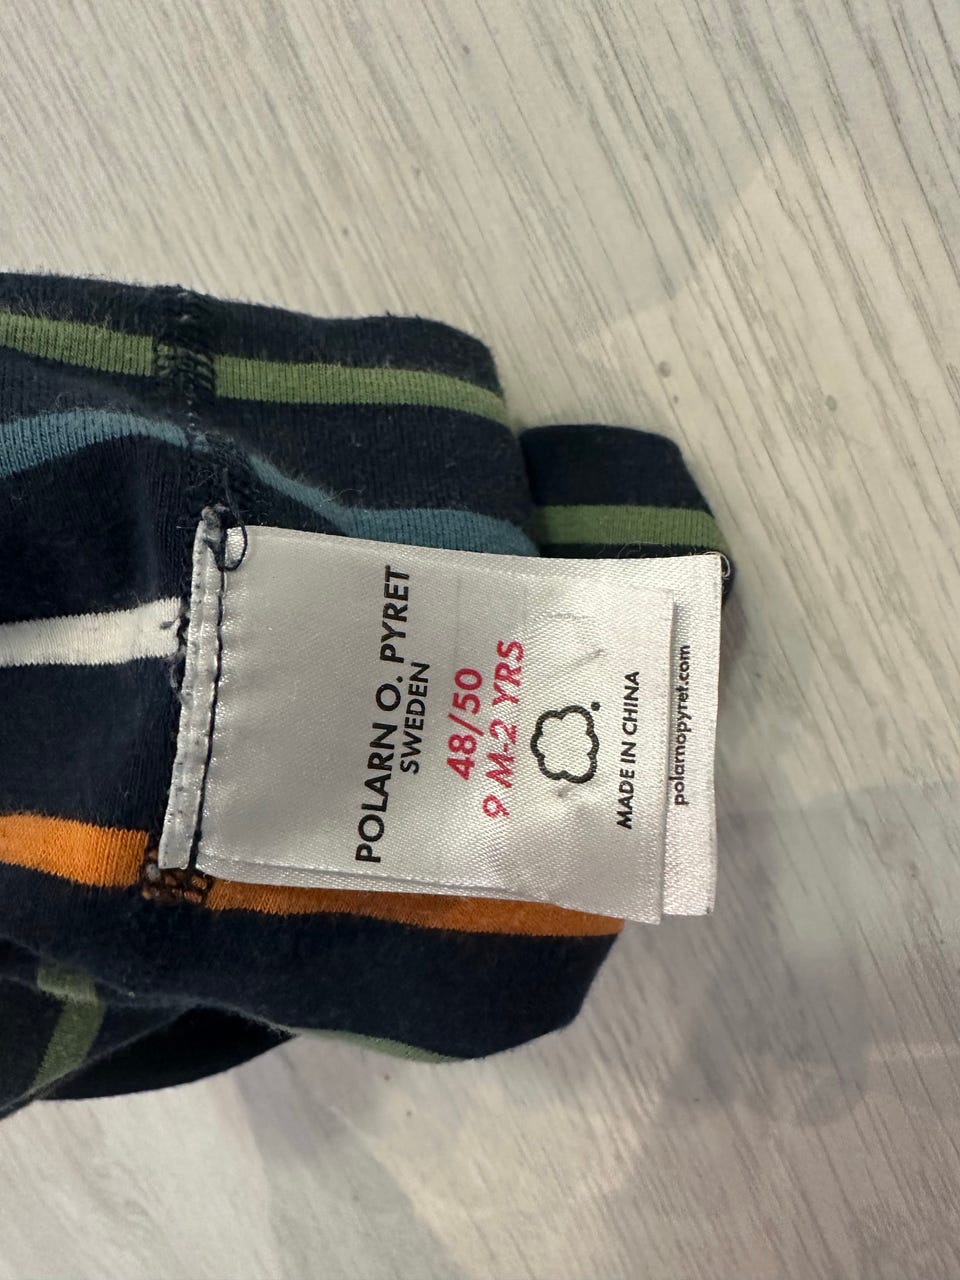 POLARN O. PYRET
SWEDEN
48/50
9 M-2 YRS
MADE IN CHINA
polarnopyret.com